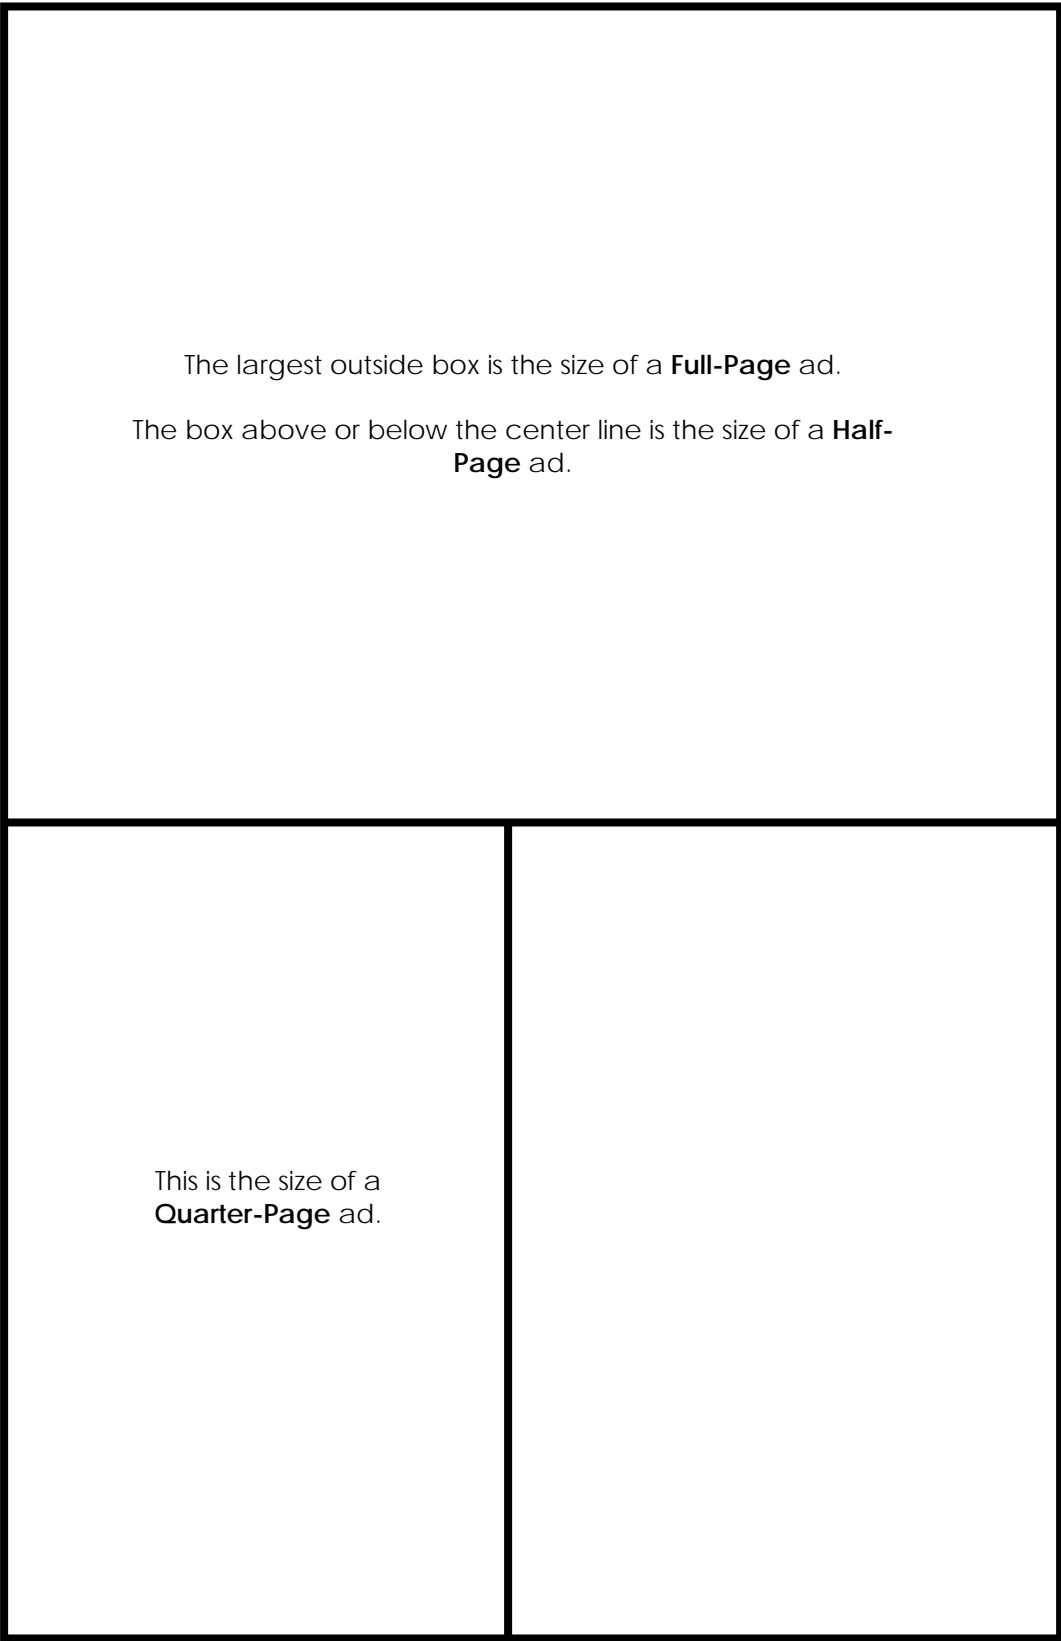 The largest outside box is the size of a Full-Page ad.
The box above or below the center line is the size of a Half-
Page ad.
This is the size of a
Quarter-Page ad.